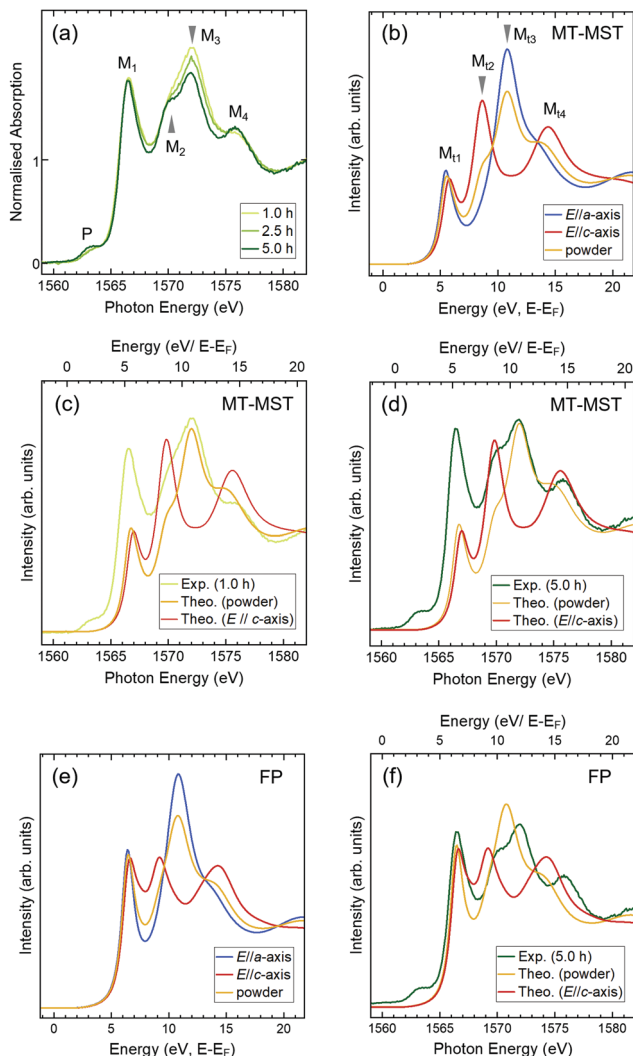 (a)
M1
M3
M2
M4
P
1
0
Normalised Absorption
1.0 h
2.5 h
5.0 h
1560 1565 1570 1575 1580
Photon Energy (eV)
(b)
MT-MST
Mt1
Mt2
Mt3
Mt4
Intensity (arb. units)
E//a-axis
E//c-axis
powder
0 5 10 15 20
Energy (eV, E-EF)
Energy (eV/ E-EF)
0 5 10 15 20
(c)
MT-MST
Intensity (arb. units)
Exp. (1.0 h)
Theo. (powder)
Theo. (E // c-axis)
1560 1565 1570 1575 1580
Photon Energy (eV)
Energy (eV/ E-EF)
0 5 10 15 20
(d)
MT-MST
Intensity (arb. units)
Exp. (5.0 h)
Theo. (powder)
Theo. (E//c-axis)
1560 1565 1570 1575 1580
Photon Energy (eV)
(e)
FP
Intensity (arb. units)
E//a-axis
E//c-axis
powder
0 5 10 15 20
Energy (eV, E-EF)
Energy (eV/ E-EF)
0 5 10 15 20
(f)
FP
Intensity (arb. units)
Exp. (5.0 h)
Theo. (powder)
Theo. (E//c-axis)
1560 1565 1570 1575 1580
Photon Energy (eV)